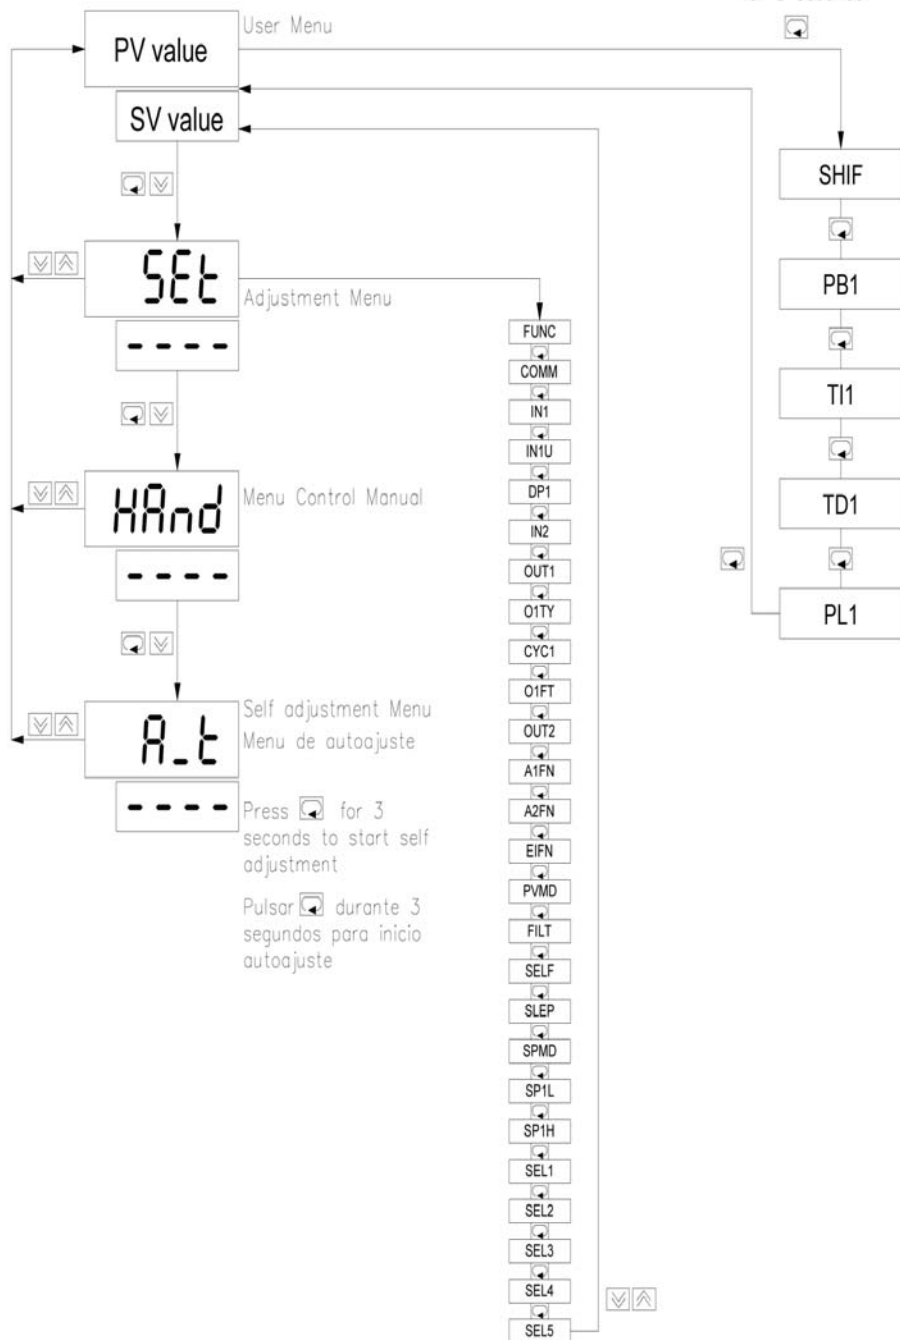 User Menu
PV value
SV value
SEt
Adjustment Menu
- - - -
HAnd
Menu Control Manual
- - - -
A_t
Self adjustment Menu
Menu de autoajuste
- - - -
Press for 3
seconds to start self
adjustment
Pulsar durante 3
segundos para inicio
autoajuste
FUNC
COMM
IN1
IN1U
DP1
IN2
OUT1
O1TY
CYC1
O1FT
OUT2
A1FN
A2FN
EIFN
PVMD
FILT
SELF
SLEP
SPMD
SP1L
SP1H
SEL1
SEL2
SEL3
SEL4
SEL5
SHIF
PB1
TI1
TD1
PL1